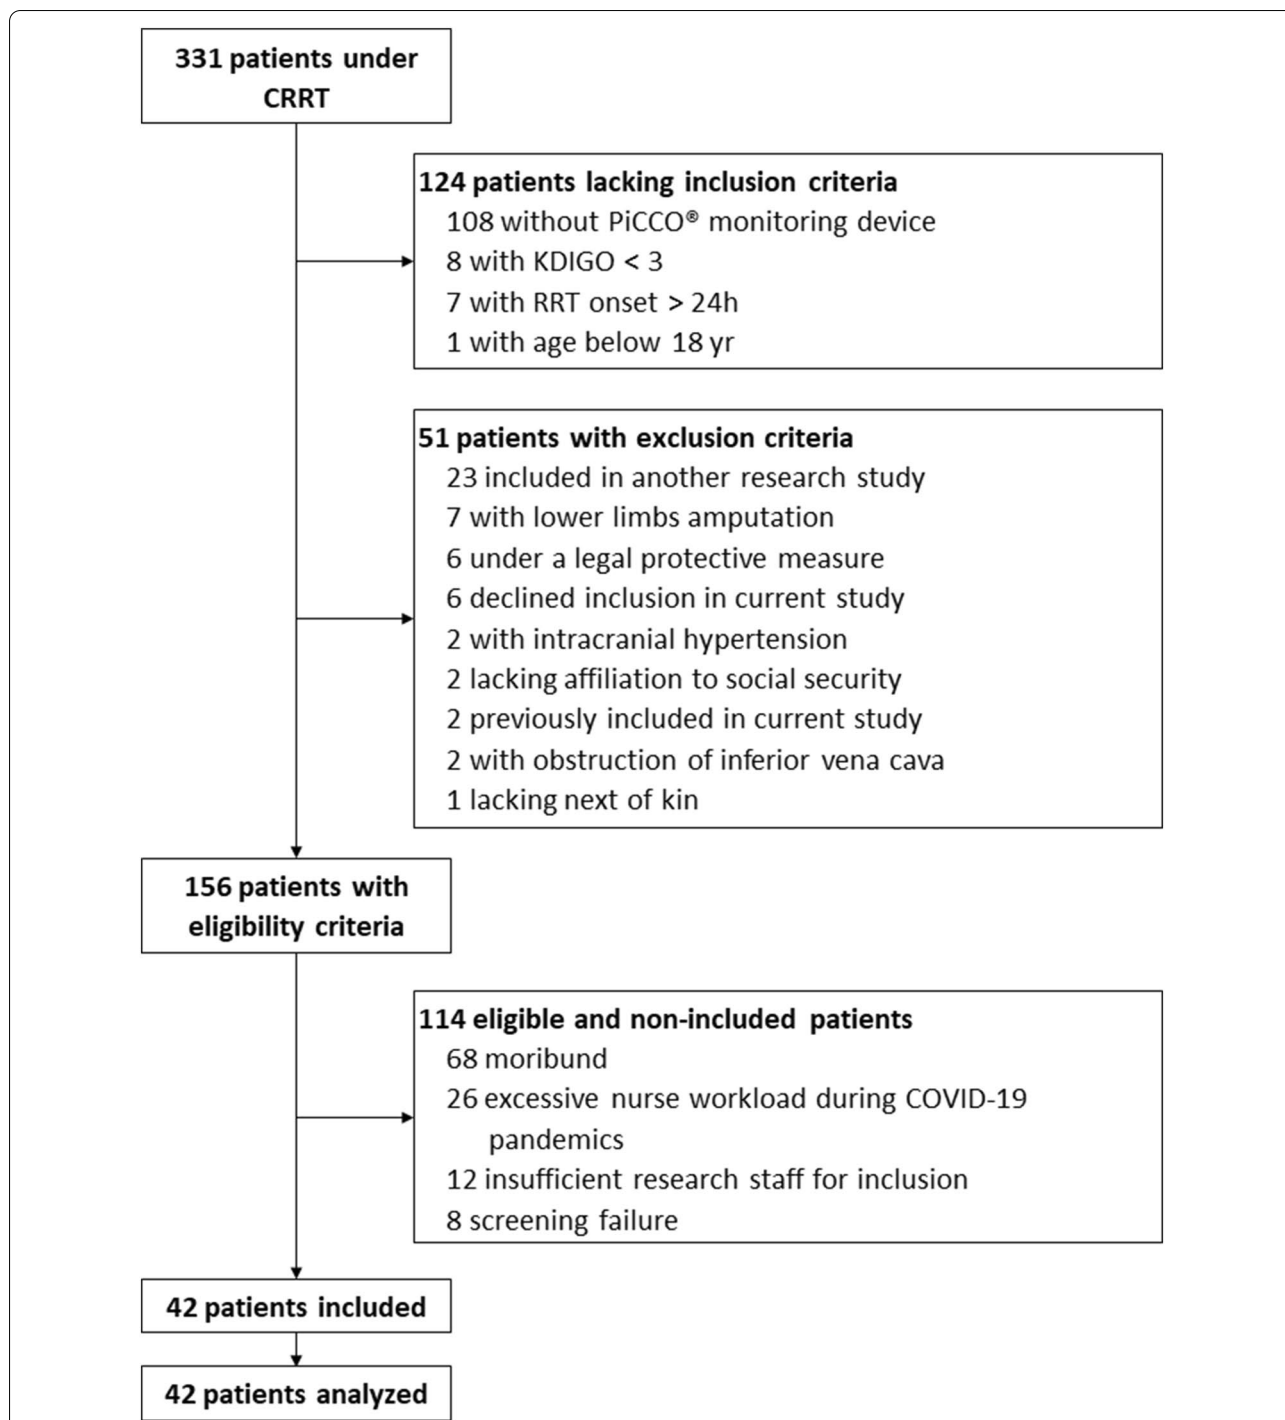 331 patients under
CRRT
124 patients lacking inclusion criteria
108 without PiCCO® monitoring device
8 with KDIGO < 3
7 with RRT onset > 24h
1 with age below 18 yr
51 patients with exclusion criteria
23 included in another research study
7 with lower limbs amputation
6 under a legal protective measure
6 declined inclusion in current study
2 with intracranial hypertension
2 lacking affiliation to social security
2 previously included in current study
2 with obstruction of inferior vena cava
1 lacking next of kin
156 patients with
eligibility criteria
114 eligible and non-included patients
68 moribund
26 excessive nurse workload during COVID-19
pandemics
12 insufficient research staff for inclusion
8 screening failure
42 patients included
42 patients analyzed